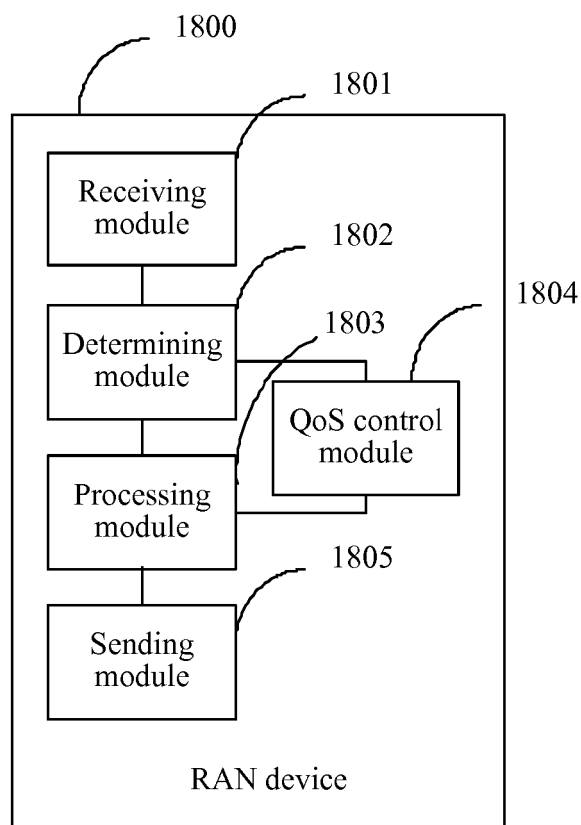 1800
1801
Receiving
module
1802
1804
Determining
module
1803
QoS control
module
Processing
module
1805
Sending
module
RAN device